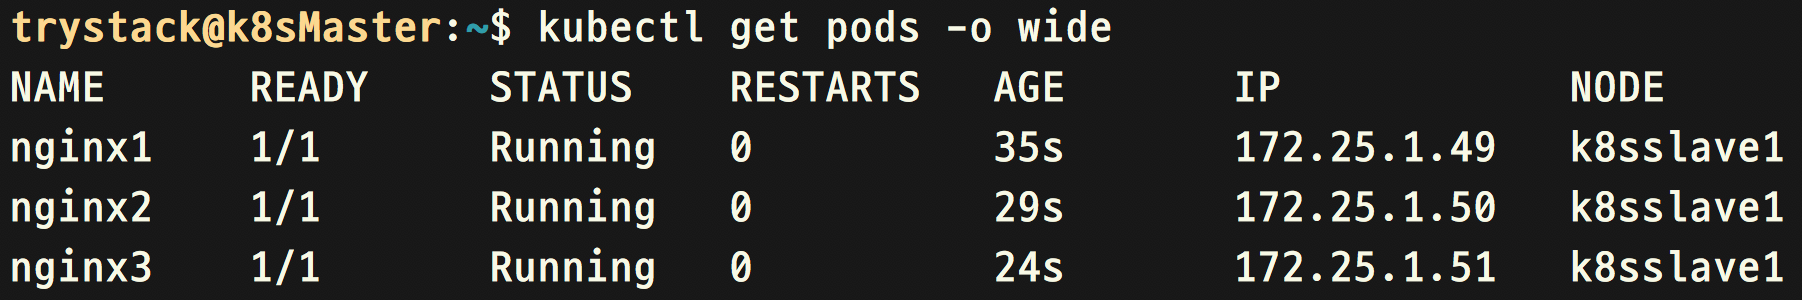 trystack@k8sMaster:~$ kubectl get pods -o wide
NAME READY STATUS RESTARTS AGE IP NODE
nginx1 1/1 Running 0 35s 172.25.1.49 k8sslave1
nginx2 1/1 Running 0 29s 172.25.1.50 k8sslave1
nginx3 1/1 Running 0 24s 172.25.1.51 k8sslave1